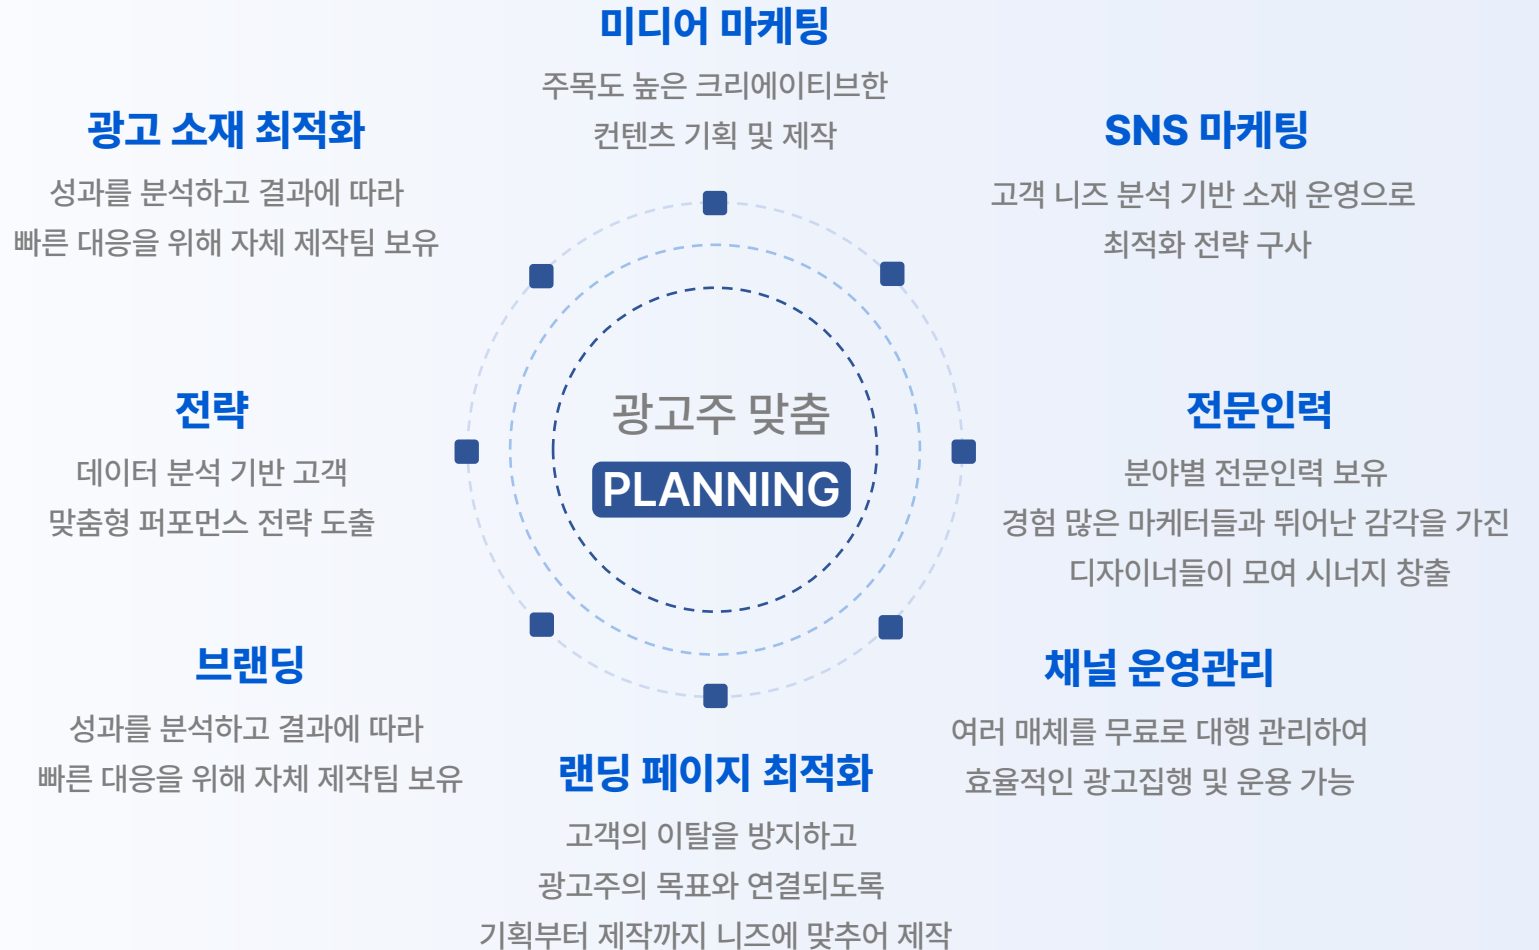 미디어 마케팅
주목도 높은 크리에이티브한
컨텐츠 기획 및 제작
광고 소재 최적화
성과를 분석하고 결과에 따라
빠른 대응을 위해 자체 제작팀 보유
SNS 마케팅
고객 니즈 분석 기반 소재 운영으로
최적화 전략 구사
전략
데이터 분석 기반 고객
맞춤형 퍼포먼스 전략 도출
광고주 맞춤
PLANNING
전문인력
분야별 전문인력 보유
경험 많은 마케터들과 뛰어난 감각을 가진
디자이너들이 모여 시너지 창출
브랜딩
성과를 분석하고 결과에 따라
빠른 대응을 위해 자체 제작팀 보유
채널 운영관리
여러 매체를 무료로 대행 관리하여
효율적인 광고집행 및 운용 가능
랜딩 페이지 최적화
고객의 이탈을 방지하고
광고주의 목표와 연결되도록
기획부터 제작까지 니즈에 맞추어 제작